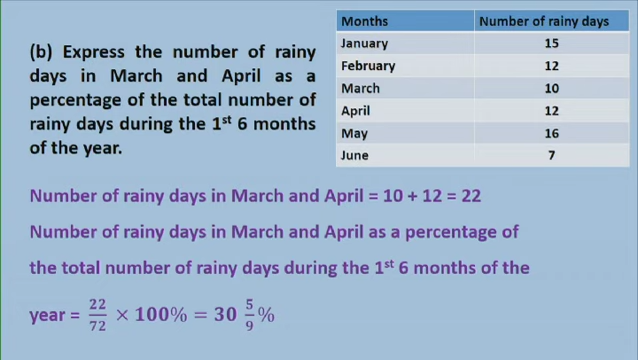 (b) Express the number of rainy
days in March and April as a
percentage of the total number of
rainy days during the 1st 6 months
of the year.
Months Number of rainy days
January 15
February 12
March 10
April 12
May 16
June 7
Number of rainy days in March and April = 10 + 12 = 22
Number of rainy days in March and April as a percentage of
the total number of rainy days during the 1st 6 months of the
year = 22/72 × 100% = 30 5/9 %